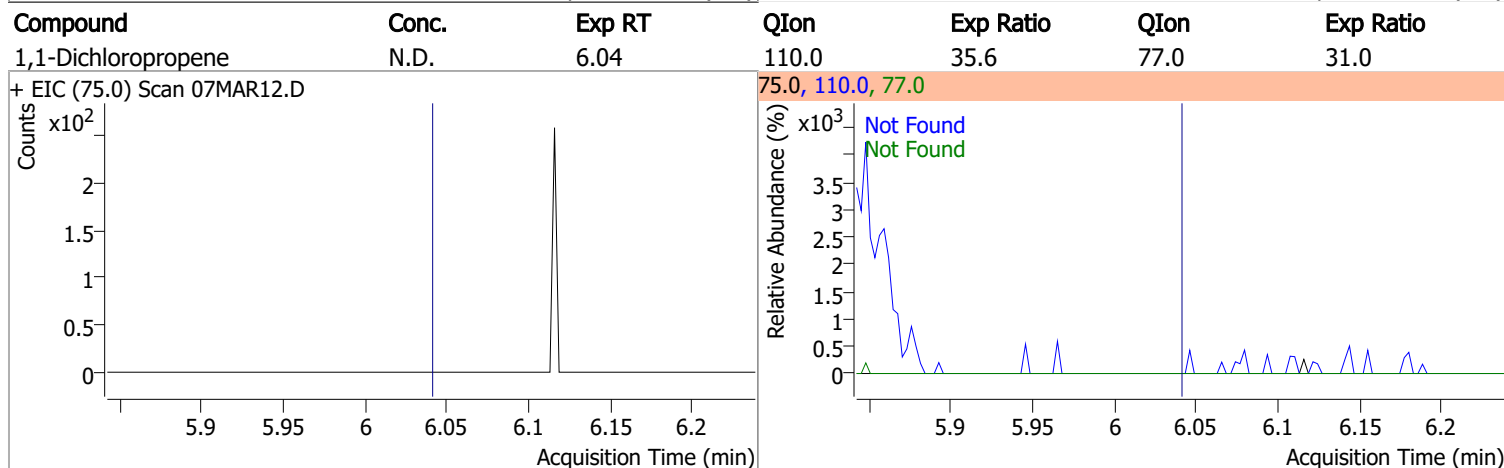 Compound Conc. Exp RT QIon Exp Ratio QIon Exp Ratio
1,1-Dichloropropene N.D. 6.04 110.0 35.6 77.0 31.0
+ EIC (75.0) Scan 07MAR12.D
Counts
x10²
2
1.5
1
0.5
0
5.9 5.95 6 6.05 6.1 6.15 6.2
Acquisition Time (min)
75.0, 110.0, 77.0
Relative Abundance (%)
x10³
Not Found
Not Found
3.5
3
2.5
2
1.5
1
0.5
0
5.9 5.95 6 6.05 6.1 6.15 6.2
Acquisition Time (min)